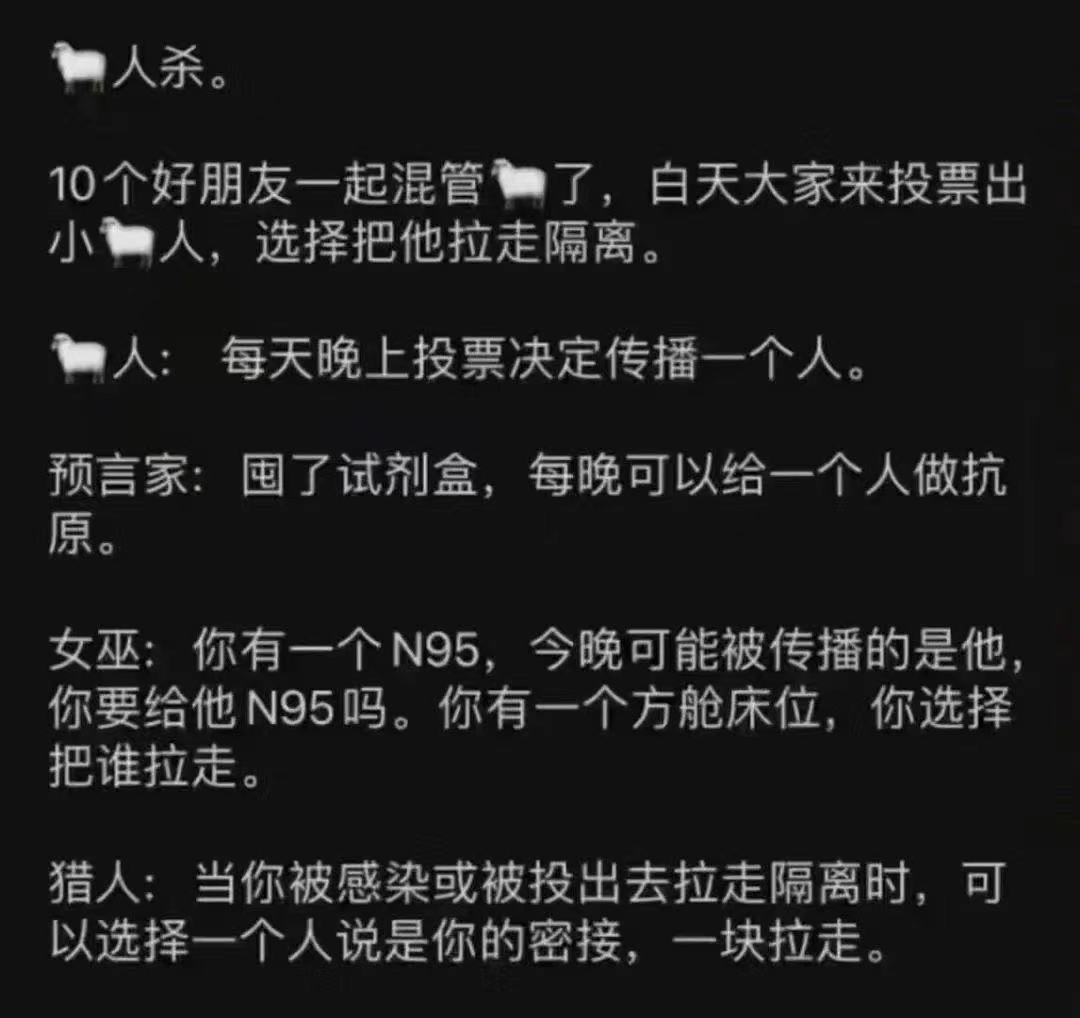 🐑人杀。
10个好朋友一起混管🐑了，白天大家来投票出
小🐑人，选择把他拉走隔离。
🐑人： 每天晚上投票决定传播一个人。
预言家：囤了试剂盒，每晚可以给一个人做抗
原。
女巫：你有一个N95，今晚可能被传播的是他，
你要给他N95吗。你有一个方舱床位，你选择
把谁拉走。
猎人：当你被感染或被投出去拉走隔离时，可
以选择一个人说是你的密接，一块拉走。